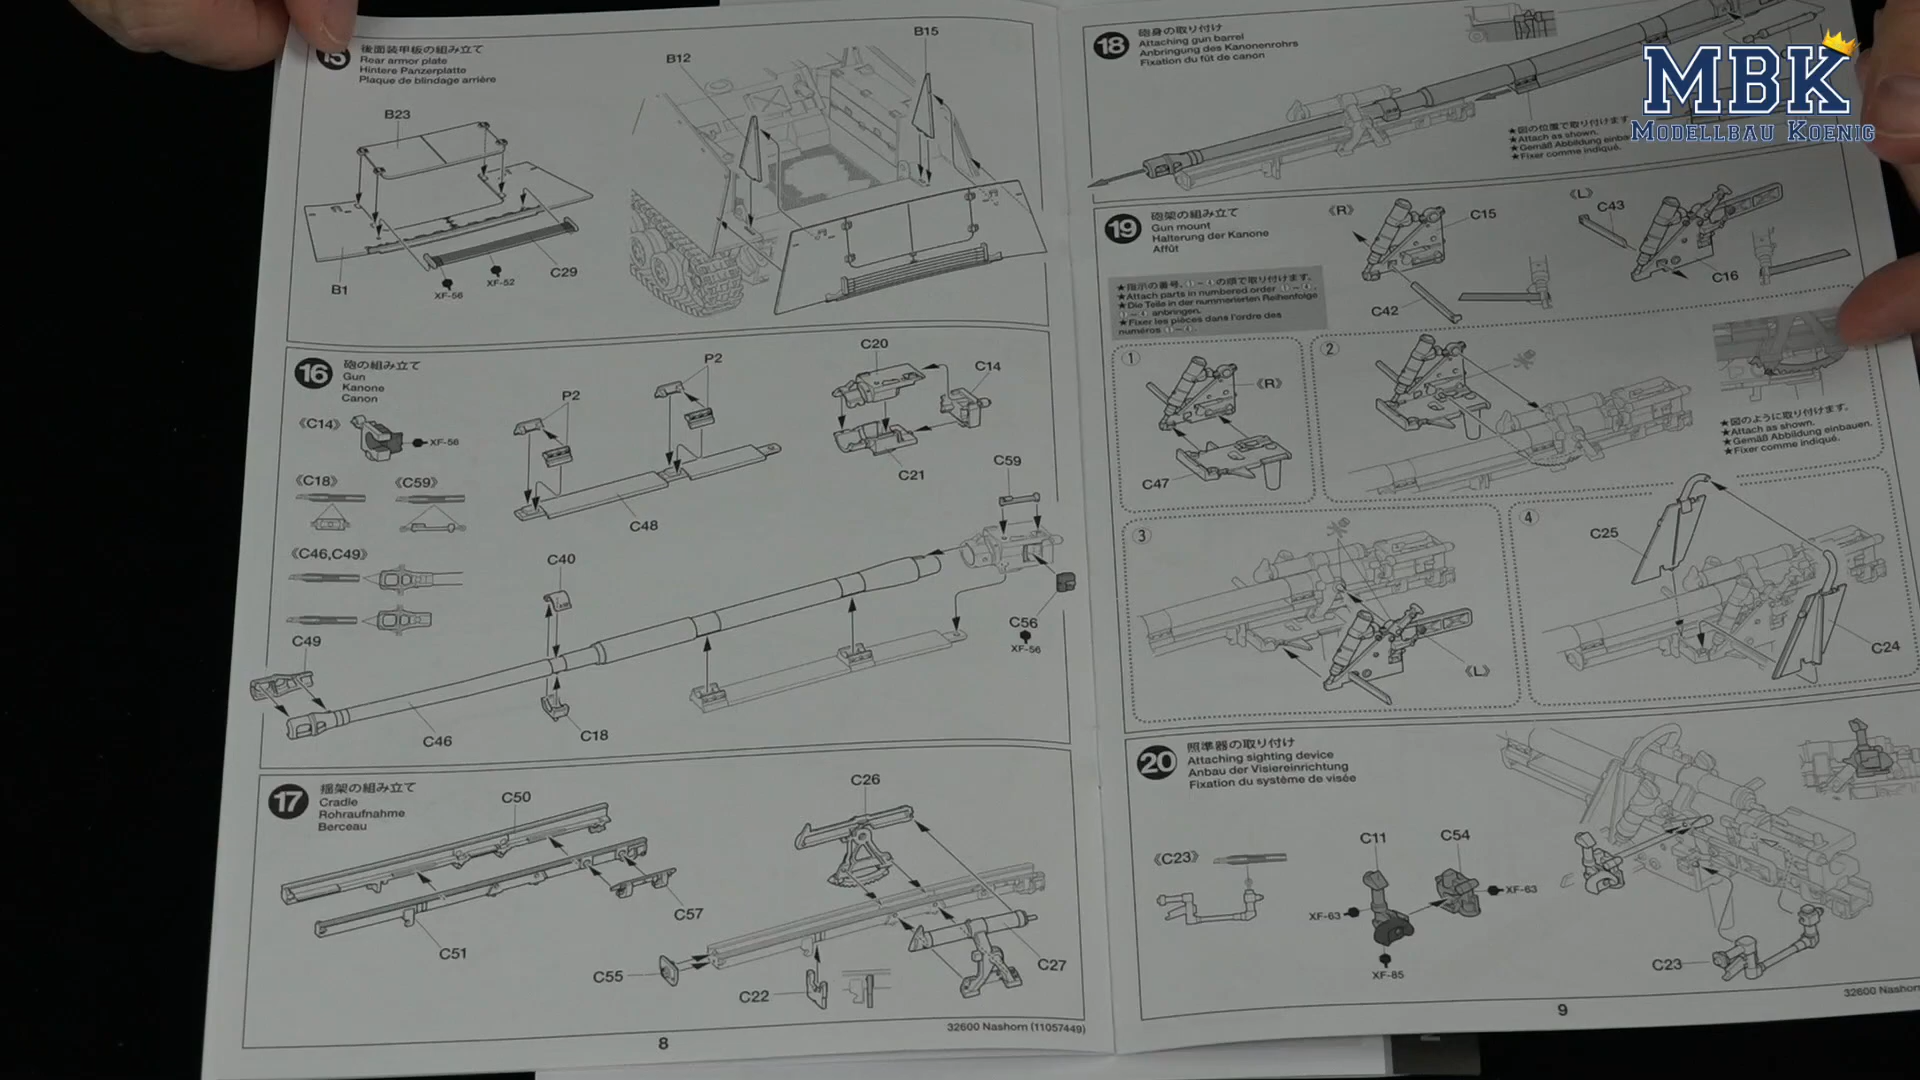 15 後面装甲板の組み立て
Rear armor plate
Hintere Panzerplatte
Plaque de blindage arrière
B23
B12
B15
B1
C29
XF-56
XF-52
16 砲の組み立て
Gun
Kanone
Canon
《C14》
XF-56
《C18》 《C59》
《C46,C49》
C49
P2
P2
C48
C20
C14
C21
C59
C40
C56
XF-56
C46
C18
17 揺架の組み立て
Cradle
Rohraufnahme
Berceau
C50
C57
C51
C26
C55
C22
C27
32600 Nashorn (11057449)
8
18 砲身の取り付け
Attaching gun barrel
Anbringung des Kanonenrohrs
Fixation du fût de canon
★図の位置で取り付けます
★Attach as shown.
★Gemäß Abbildung
★Fixer comme indiqué.
MBK
MODELLBAU KOENIG
19 砲架の組み立て
Gun mount
Halterung der Kanone
Affût
★指示の番号、①~④の順で取り付けます。
★Attach parts in numbered order ①~④.
★Die Teile in der nummerierten Reihenfolge
①~④ anbringen.
★Fixer les pièces dans l'ordre des
numéros ①~④.
《R》
C15
C42
《L》
C43
C16
①
《R》
C47
②
★図のように取り付けます。
★Attach as shown.
★Gemäß Abbildung einbauen.
★Fixer comme indiqué.
③
《L》
④
C25
C24
20 照準器の取り付け
Attaching sighting device
Anbau der Visiereinrichtung
Fixation du système de visée
《C23》
C11
C54
XF-63
XF-63
XF-85
C23
32600 Nashorn
9